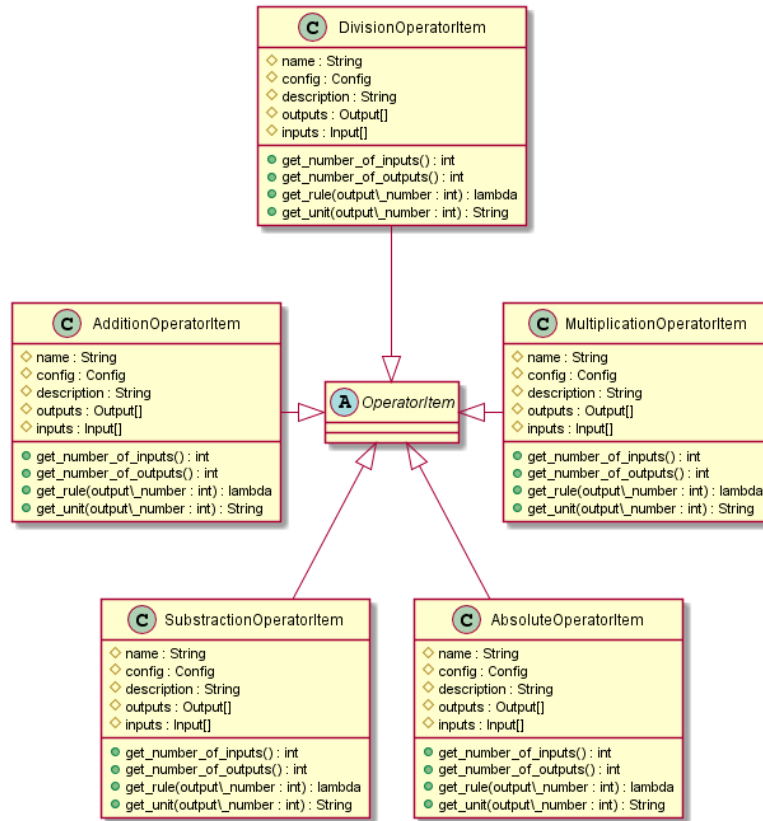 C DivisionOperatorItem
name : String
config : Config
description : String
outputs : Output[]
inputs : Input[]
get_number_of_inputs() : int
get_number_of_outputs() : int
get_rule(output\_number : int) : lambda
get_unit(output\_number : int) : String
C AdditionOperatorItem
name : String
config : Config
description : String
outputs : Output[]
inputs : Input[]
get_number_of_inputs() : int
get_number_of_outputs() : int
get_rule(output\_number : int) : lambda
get_unit(output\_number : int) : String
A OperatorItem
C MultiplicationOperatorItem
name : String
config : Config
description : String
outputs : Output[]
inputs : Input[]
get_number_of_inputs() : int
get_number_of_outputs() : int
get_rule(output\_number : int) : lambda
get_unit(output\_number : int) : String
C SubstractionOperatorItem
name : String
config : Config
description : String
outputs : Output[]
inputs : Input[]
get_number_of_inputs() : int
get_number_of_outputs() : int
get_rule(output\_number : int) : lambda
get_unit(output\_number : int) : String
C AbsoluteOperatorItem
name : String
config : Config
description : String
outputs : Output[]
inputs : Input[]
get_number_of_inputs() : int
get_number_of_outputs() : int
get_rule(output\_number : int) : lambda
get_unit(output\_number : int) : String